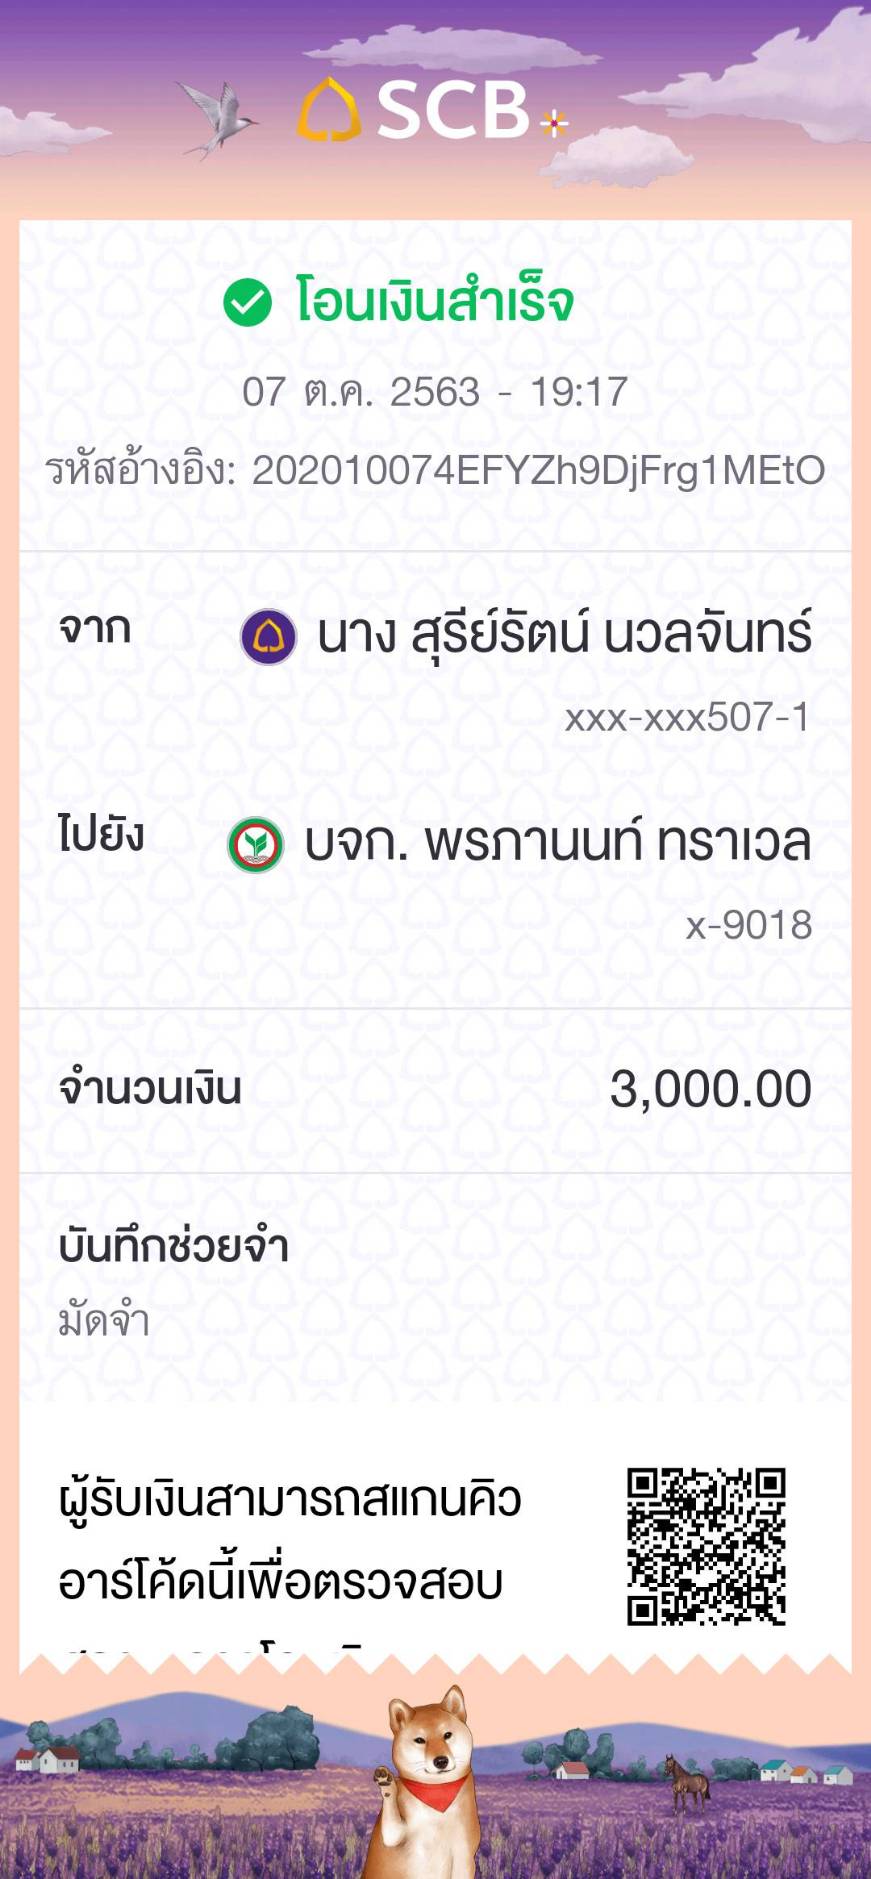 SCB
โอนเงินสำเร็จ
07 ต.ค. 2563 - 19:17
รหัสอ้างอิง: 202010074EFYZh9DjFrg1MEtO
จาก
นาง สุรีย์รัตน์ นวลจันทร์
xxx-xxx507-1
ไปยัง
บจก. พรภานนท์ ทราเวล
x-9018
จำนวนเงิน 3,000.00
บันทึกช่วยจำ
มัดจำ
ผู้รับเงินสามารถสแกนคิว
อาร์โค้ดนี้เพื่อตรวจสอบ